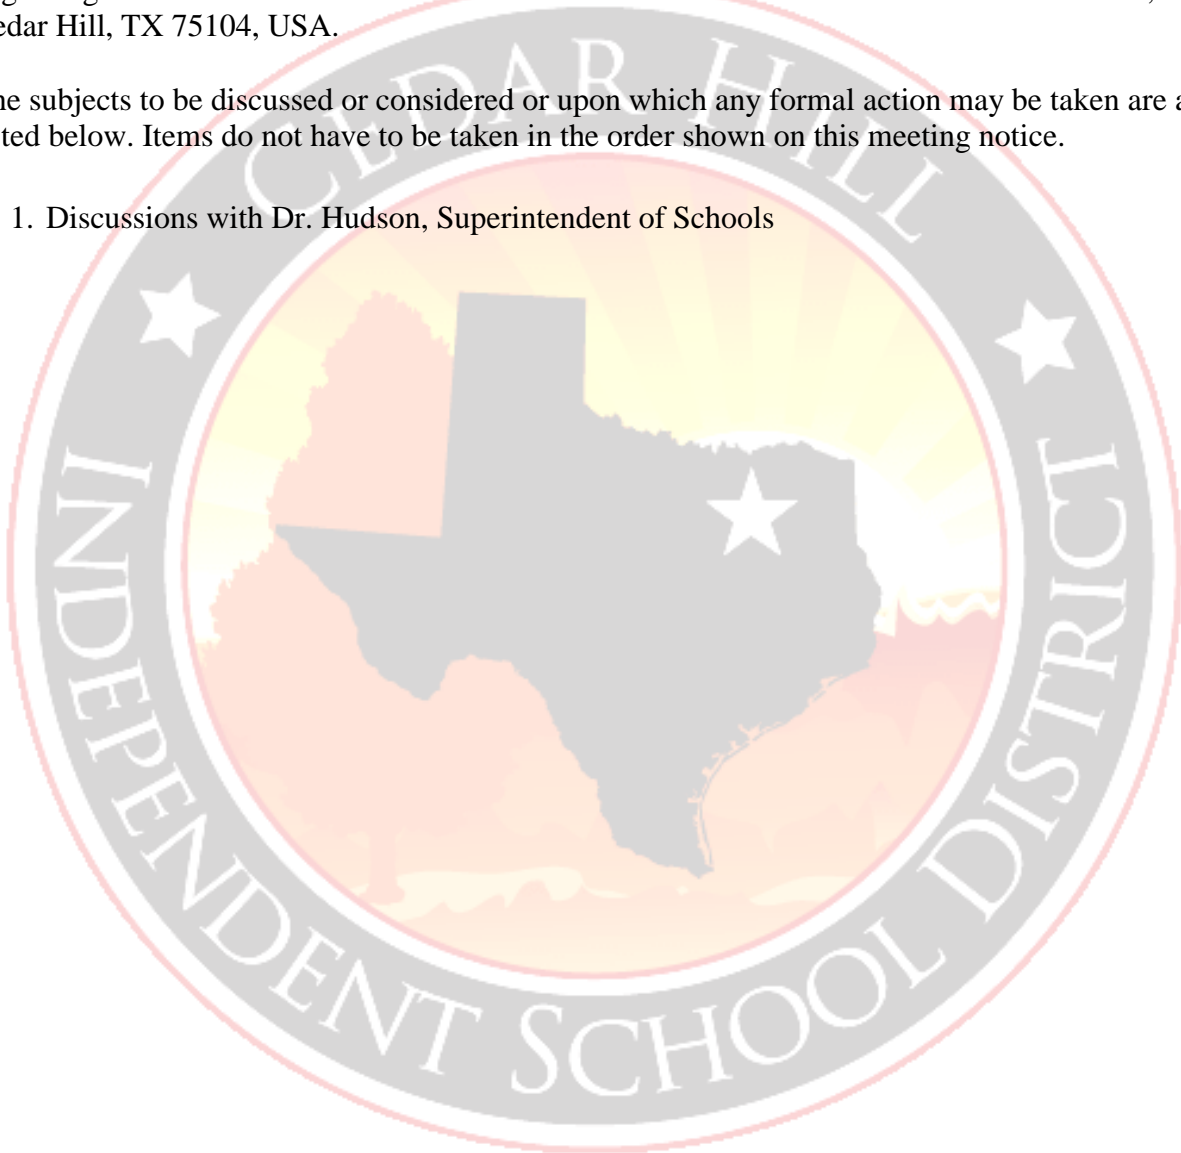 edar Hill, TX 75104, USA.
he subjects to be discussed or considered or upon which any formal action may be taken are a
ted below. Items do not have to be taken in the order shown on this meeting notice.
1. Discussions with Dr. Hudson, Superintendent of Schools
CEDAR HILL
INDEPENDENT SCHOOL DISTRICT